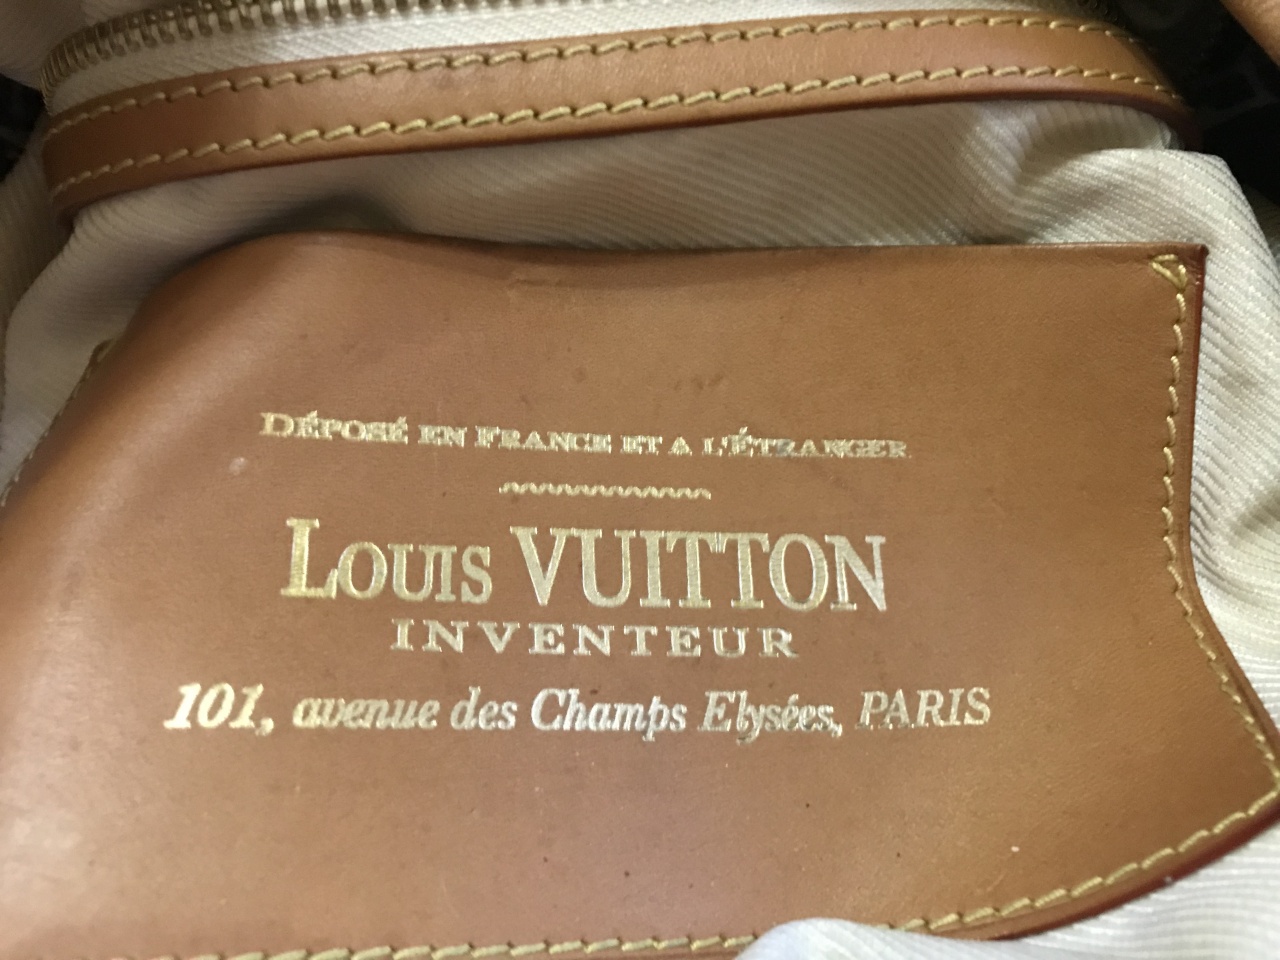 DÉPOSÉ EN FRANCE ET A L'ÉTRANGER
LOUIS VUITTON
INVENTEUR
101, avenue des Champs Elysées, PARIS